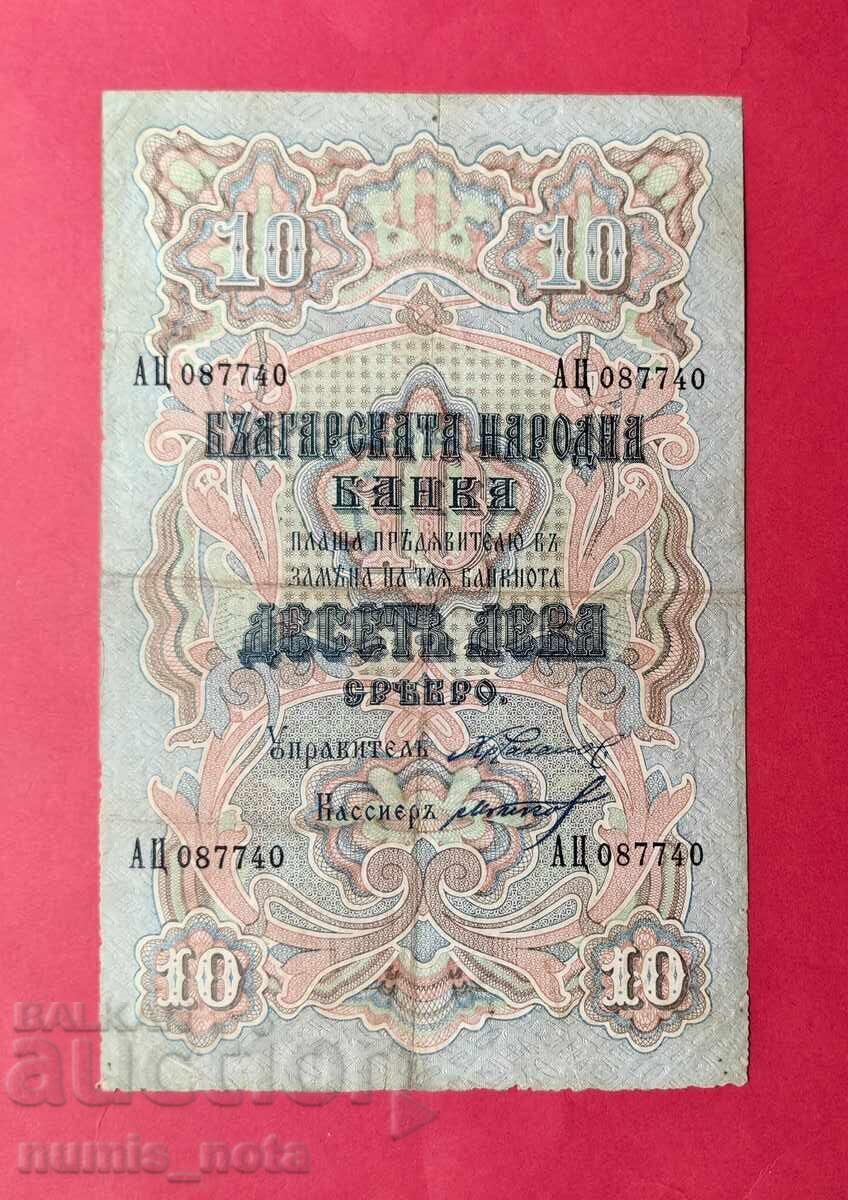 10 10
АЦ 087740 АЦ 087740
БЪЛГАРСКАТА НАРОДНА
БАНКА
ПЛАЩА ПРѢДЯВИТЕЛЮ ВЪ
ЗАМѢНА НА ТАЯ БАНКНОТА
ДЕСЕТЬ ЛЕВА
СРѢБРО.
Управитель
Кассиеръ
АЦ 087740 АЦ 087740
10 10
BALKAN
auction
numis_nota